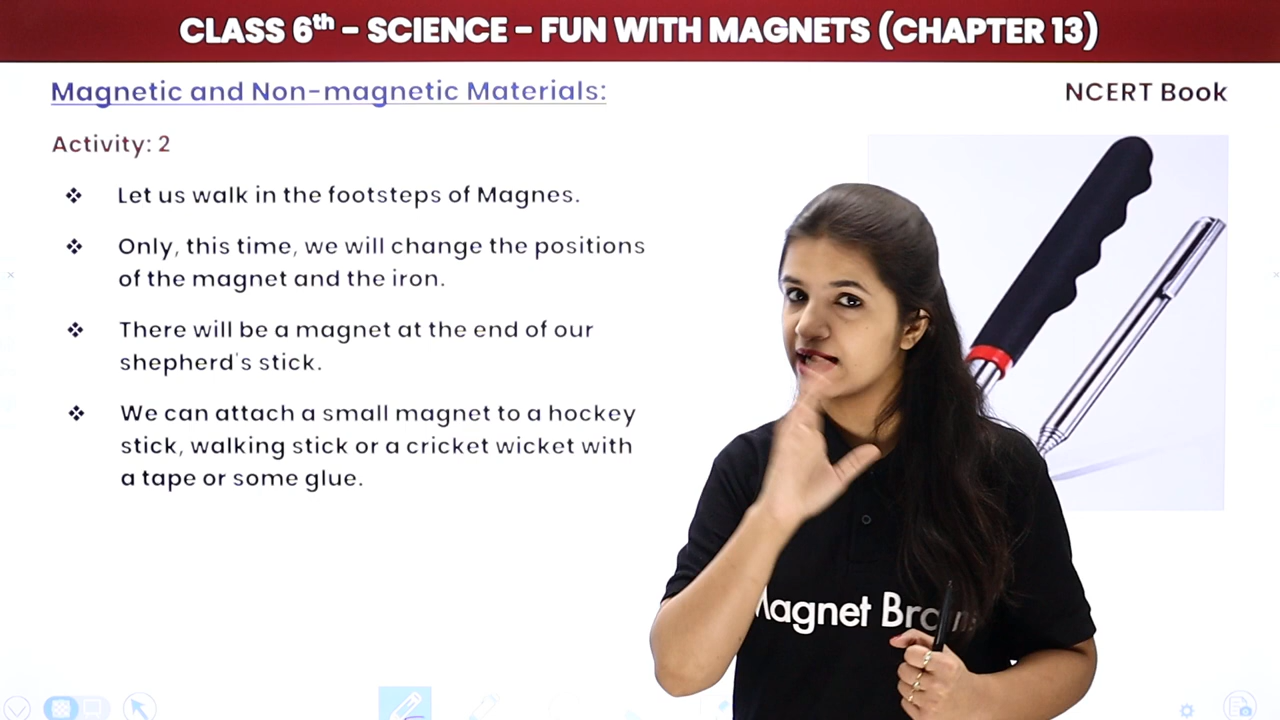 CLASS 6th - SCIENCE - FUN WITH MAGNETS (CHAPTER 13)
Magnetic and Non-magnetic Materials:
NCERT Book
Activity: 2
❖ Let us walk in the footsteps of Magnes.
❖ Only, this time, we will change the positions
of the magnet and the iron.
❖ There will be a magnet at the end of our
shepherd's stick.
❖ We can attach a small magnet to a hockey
stick, walking stick or a cricket wicket with
a tape or some glue.
Magnet